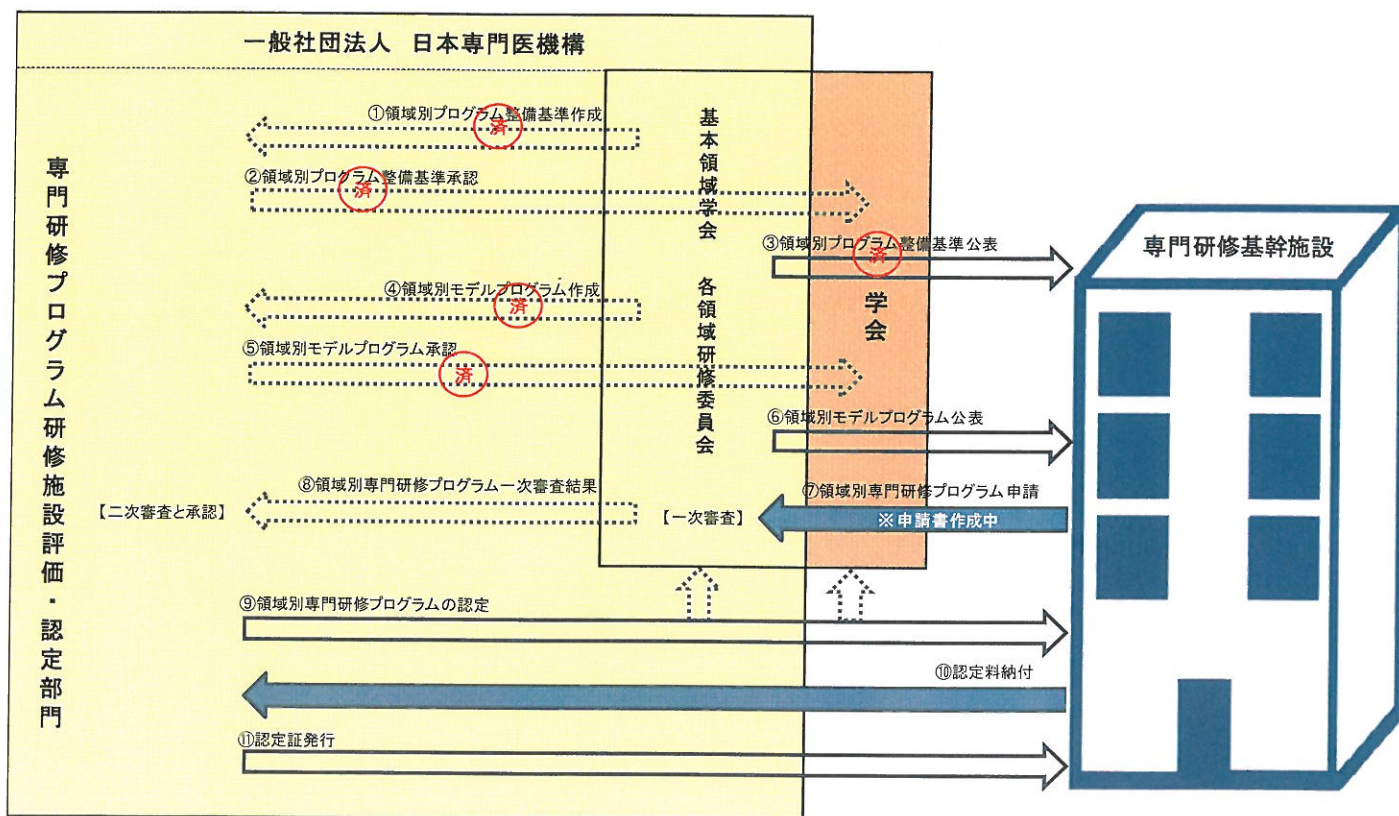 一般社団法人 日本専門医機構
専門研修プログラム研修施設評価・認定部門
基本領域学会 各領域研修委員会
学会
専門研修基幹施設
①領域別プログラム整備基準作成
済
②領域別プログラム整備基準承認
済
③領域別プログラム整備基準公表
済
④領域別モデルプログラム作成
済
⑤領域別モデルプログラム承認
済
⑥領域別モデルプログラム公表
⑦領域別専門研修プログラム申請
※申請書作成中
【一次審査】
⑧領域別専門研修プログラム一次審査結果
【二次審査と承認】
⑨領域別専門研修プログラムの認定
⑩認定料納付
⑪認定証発行